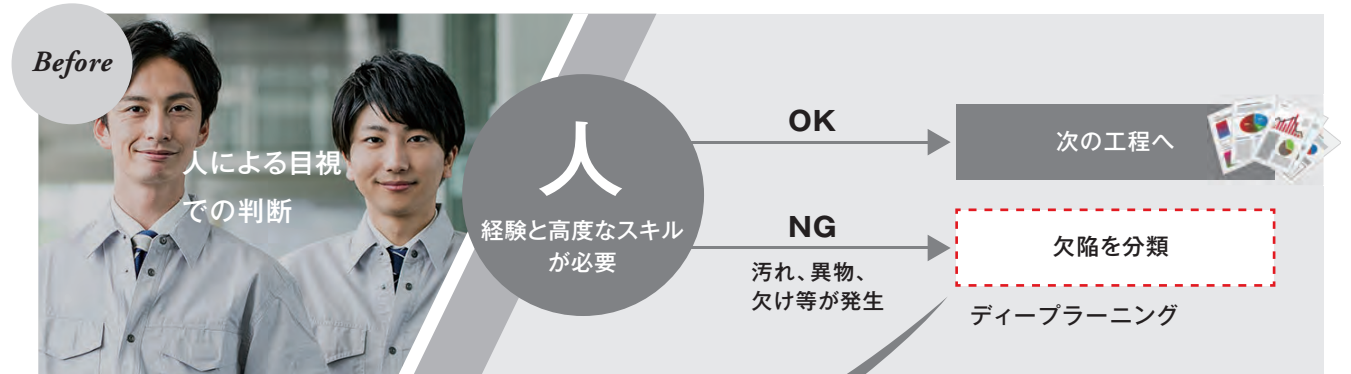 Before
人による目視
での判断
人
経験と高度なスキル
が必要
OK
次の工程へ
NG
汚れ、異物、
欠け等が発生
欠陥を分類
ディープラーニング